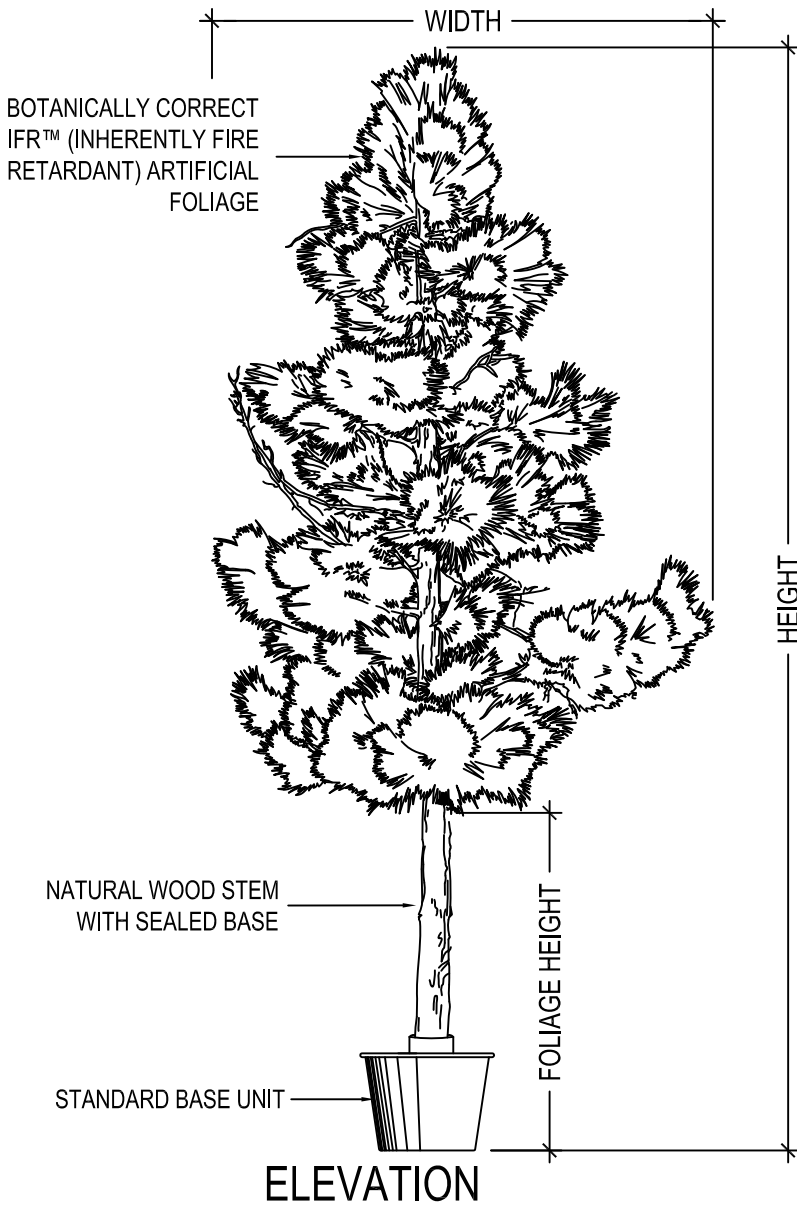 WIDTH
BOTANICALLY CORRECT
IFR™ (INHERENTLY FIRE
RETARDANT) ARTIFICIAL
FOLIAGE
HEIGHT
NATURAL WOOD STEM
WITH SEALED BASE
FOLIAGE HEIGHT
STANDARD BASE UNIT
ELEVATION